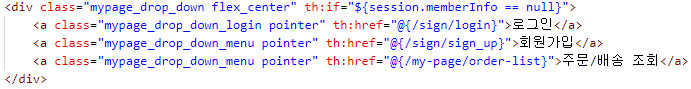 <div class="mypage_drop_down flex_center" th:if="${session.memberInfo == null}">
<a class="mypage_drop_down_login pointer" th:href="@{/sign/login}">로그인</a>
<a class="mypage_drop_down_menu pointer" th:href="@{/sign/sign_up}">회원가입</a>
<a class="mypage_drop_down_menu pointer" th:href="@{/my-page/order-list}">주문/배송 조회</a>
</div>